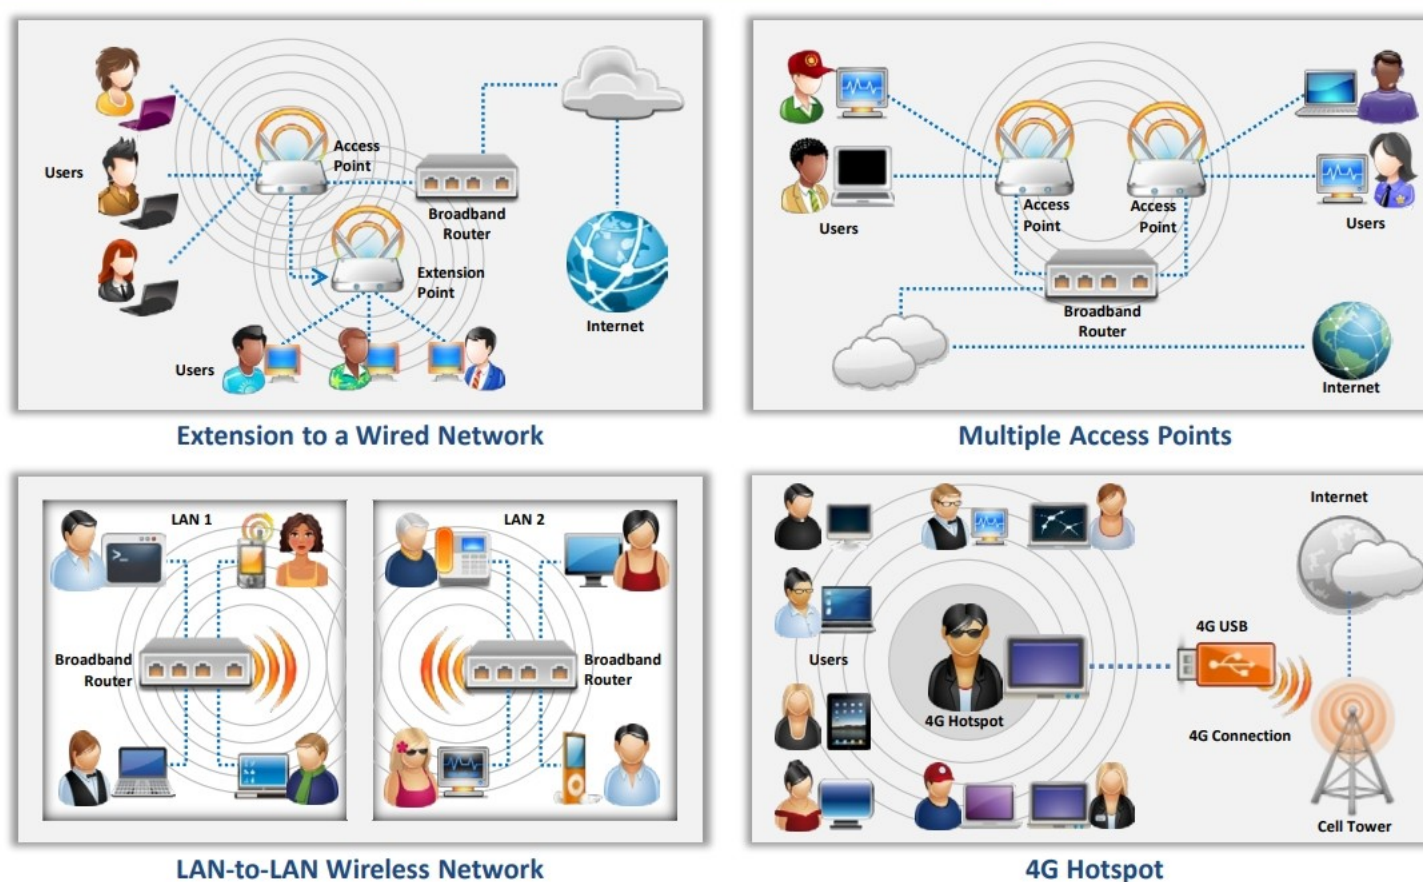 Users
Access
Point
Broadband
Router
Extension
Point
Internet
Users
Extension to a Wired Network
Users
Access
Point
Access
Point
Users
Broadband
Router
Internet
Multiple Access Points
LAN 1
Broadband
Router
LAN 2
Broadband
Router
LAN-to-LAN Wireless Network
Internet
4G USB
Users
4G Hotspot
4G Connection
Cell Tower
4G Hotspot